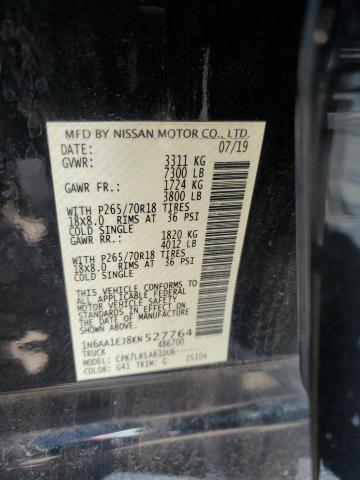 MFD BY NISSAN MOTOR CO., LTD.
DATE: 07/19
GVWR: 3311 KG
7300 LB
GAWR FR.: 1724 KG
3800 LB
WITH P265/70R18 TIRES
18X8.0 RIMS AT 36 PSI
COLD SINGLE
GAWR RR.: 1820 KG
4012 LB
WITH P265/70R18 TIRES
18X8.0 RIMS AT 36 PSI
COLD SINGLE
THIS VEHICLE CONFORMS TO
ALL APPLICABLE FEDERAL
MOTOR VEHICLE SAFETY
STANDARDS IN EFFECT ON
THE DATE OF MANUFACTURE
SHOWN ABOVE.
1N6AA1EJ8KN527764
TRUCK 486700
MODEL: CPK7LR5A61DU6-----
COLOR: G41 TRIM: G ZS10A